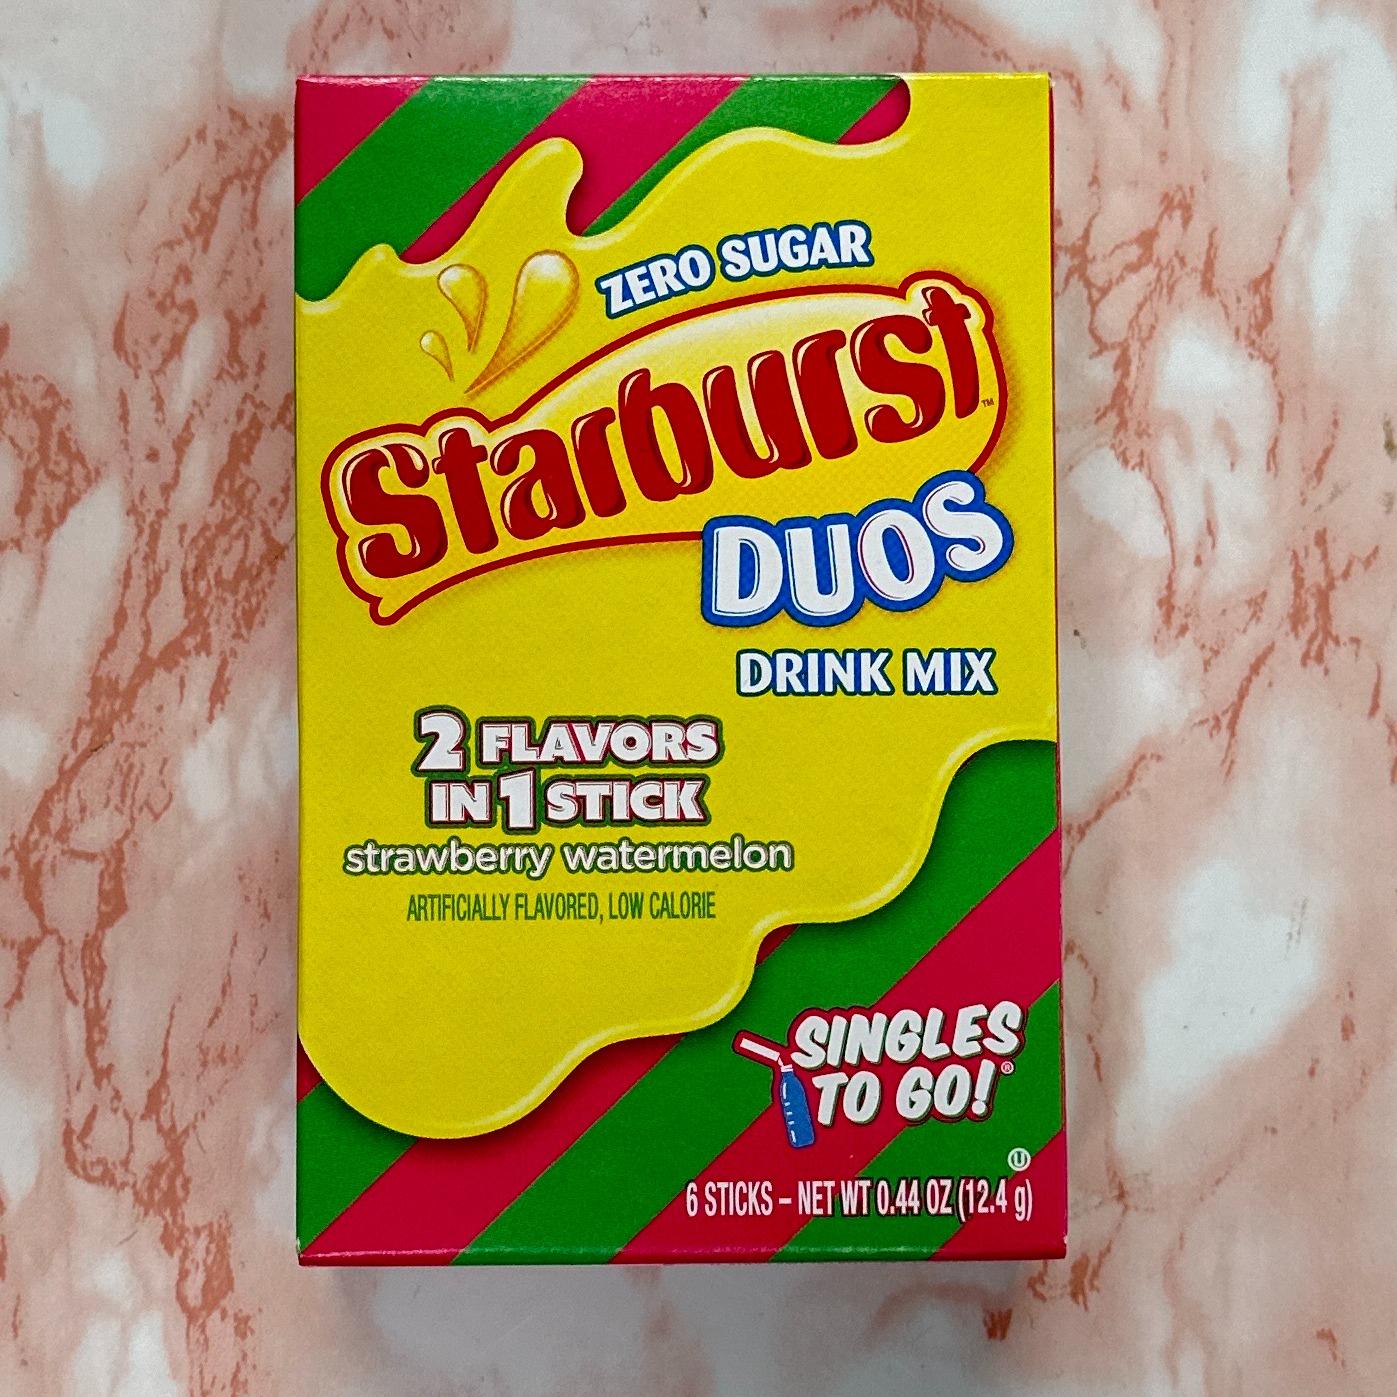 ZERO SUGAR
Starburst™
DUOS
DRINK MIX
2 FLAVORS
IN 1 STICK
strawberry watermelon
ARTIFICIALLY FLAVORED, LOW CALORIE
SINGLES
TO GO!®
U
6 STICKS – NET WT 0.44 OZ (12.4 g)